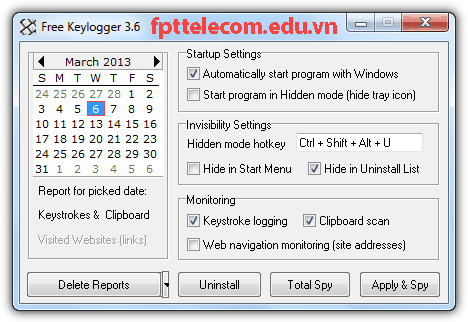 Free Keylogger 3.6
fpttelecom.edu.vn
March 2013
S M T W T F S
24 25 26 27 28 1 2
3 4 5 6 7 8 9
10 11 12 13 14 15 16
17 18 19 20 21 22 23
24 25 26 27 28 29 30
31 1 2 3 4 5 6
Report for picked date:
Keystrokes & Clipboard
Visited Websites (links)
Startup Settings
Automatically start program with Windows
Start program in Hidden mode (hide tray icon)
Invisibility Settings
Hidden mode hotkey Ctrl + Shift + Alt + U
Hide in Start Menu Hide in Uninstall List
Monitoring
Keystroke logging Clipboard scan
Web navigation monitoring (site addresses)
Delete Reports Uninstall Total Spy Apply & Spy